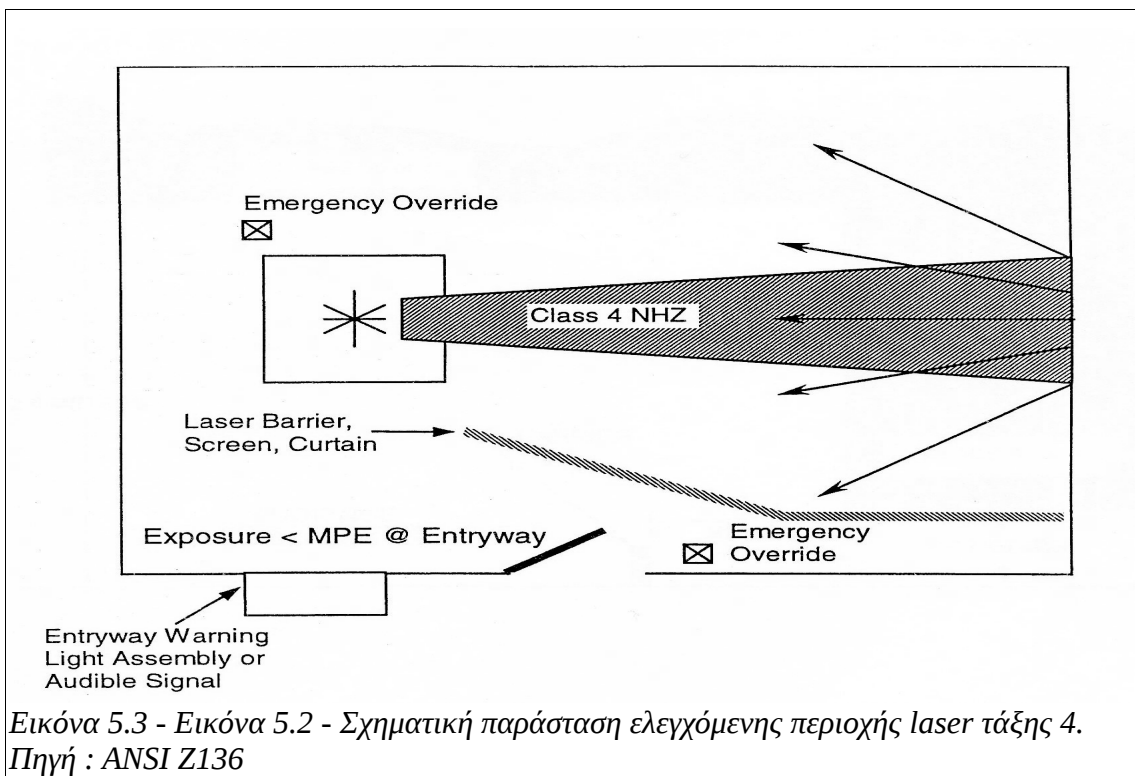 Emergency Override
Class 4 NHZ
Laser Barrier,
Screen, Curtain
Exposure < MPE @ Entryway
Emergency
Override
Entryway Warning
Light Assembly or
Audible Signal
Εικόνα 5.3 - Εικόνα 5.2 - Σχηματική παράσταση ελεγχόμενης περιοχής laser τάξης 4.
Πηγή : ANSI Z136